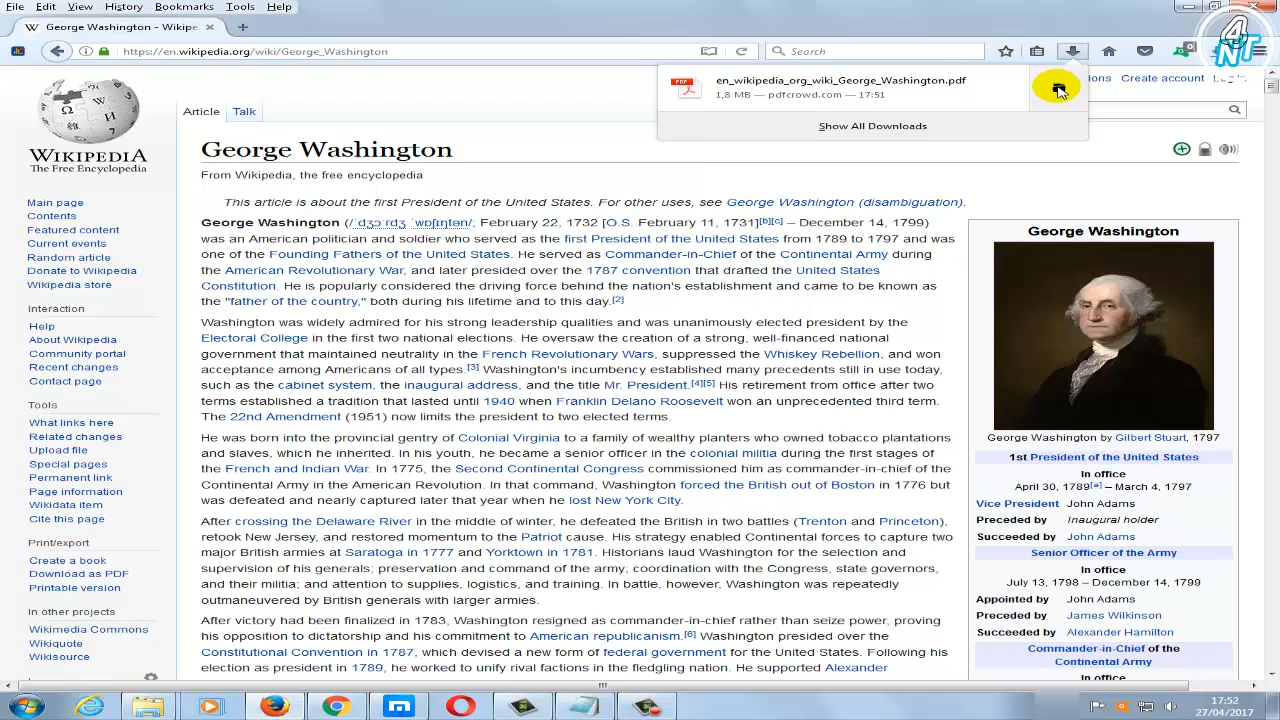 File Edit View History Bookmarks Tools Help
George Washington - Wikipe
https://en.wikipedia.org/wiki/George_Washington
Search
0
4
NT
en_wikipedia_org_wiki_George_Washington.pdf
1,8 MB — pdfcrowd.com — 17:51
Show All Downloads
Create account
WIKIPEDIA
The Free Encyclopedia
Main page
Contents
Featured content
Current events
Random article
Donate to Wikipedia
Wikipedia store
Interaction
Help
About Wikipedia
Community portal
Recent changes
Contact page
Tools
What links here
Related changes
Upload file
Special pages
Permanent link
Page information
Wikidata item
Cite this page
Print/export
Create a book
Download as PDF
Printable version
In other projects
Wikimedia Commons
Wikiquote
Wikisource
Article Talk
George Washington
From Wikipedia, the free encyclopedia
This article is about the first President of the United States. For other uses, see George Washington (disambiguation).
George Washington (/ˈdʒɔːrdʒ ˈwɒʃɪŋtən/; February 22, 1732 [O.S. February 11, 1731][b][c] – December 14, 1799)
was an American politician and soldier who served as the first President of the United States from 1789 to 1797 and was
one of the Founding Fathers of the United States. He served as Commander-in-Chief of the Continental Army during
the American Revolutionary War, and later presided over the 1787 convention that drafted the United States
Constitution. He is popularly considered the driving force behind the nation's establishment and came to be known as
the "father of the country," both during his lifetime and to this day.[2]
Washington was widely admired for his strong leadership qualities and was unanimously elected president by the
Electoral College in the first two national elections. He oversaw the creation of a strong, well-financed national
government that maintained neutrality in the French Revolutionary Wars, suppressed the Whiskey Rebellion, and won
acceptance among Americans of all types.[3] Washington's incumbency established many precedents still in use today,
such as the cabinet system, the inaugural address, and the title Mr. President.[4][5] His retirement from office after two
terms established a tradition that lasted until 1940 when Franklin Delano Roosevelt won an unprecedented third term.
The 22nd Amendment (1951) now limits the president to two elected terms.
He was born into the provincial gentry of Colonial Virginia to a family of wealthy planters who owned tobacco plantations
and slaves, which he inherited. In his youth, he became a senior officer in the colonial militia during the first stages of
the French and Indian War. In 1775, the Second Continental Congress commissioned him as commander-in-chief of the
Continental Army in the American Revolution. In that command, Washington forced the British out of Boston in 1776 but
was defeated and nearly captured later that year when he lost New York City.
After crossing the Delaware River in the middle of winter, he defeated the British in two battles (Trenton and Princeton),
retook New Jersey, and restored momentum to the Patriot cause. His strategy enabled Continental forces to capture two
major British armies at Saratoga in 1777 and Yorktown in 1781. Historians laud Washington for the selection and
supervision of his generals; preservation and command of the army; coordination with the Congress, state governors,
and their militia; and attention to supplies, logistics, and training. In battle, however, Washington was repeatedly
outmaneuvered by British generals with larger armies.
After victory had been finalized in 1783, Washington resigned as commander-in-chief rather than seize power, proving
his opposition to dictatorship and his commitment to American republicanism.[6] Washington presided over the
Constitutional Convention in 1787, which devised a new form of federal government for the United States. Following his
election as president in 1789, he worked to unify rival factions in the fledgling nation. He supported Alexander
George Washington
George Washington by Gilbert Stuart, 1797
1st President of the United States
In office
April 30, 1789[a] – March 4, 1797
Vice President John Adams
Preceded by Inaugural holder
Succeeded by John Adams
Senior Officer of the Army
In office
July 13, 1798 – December 14, 1799
Appointed by John Adams
Preceded by James Wilkinson
Succeeded by Alexander Hamilton
Commander-in-Chief of the
Continental Army
In office
17:52
27/04/2017